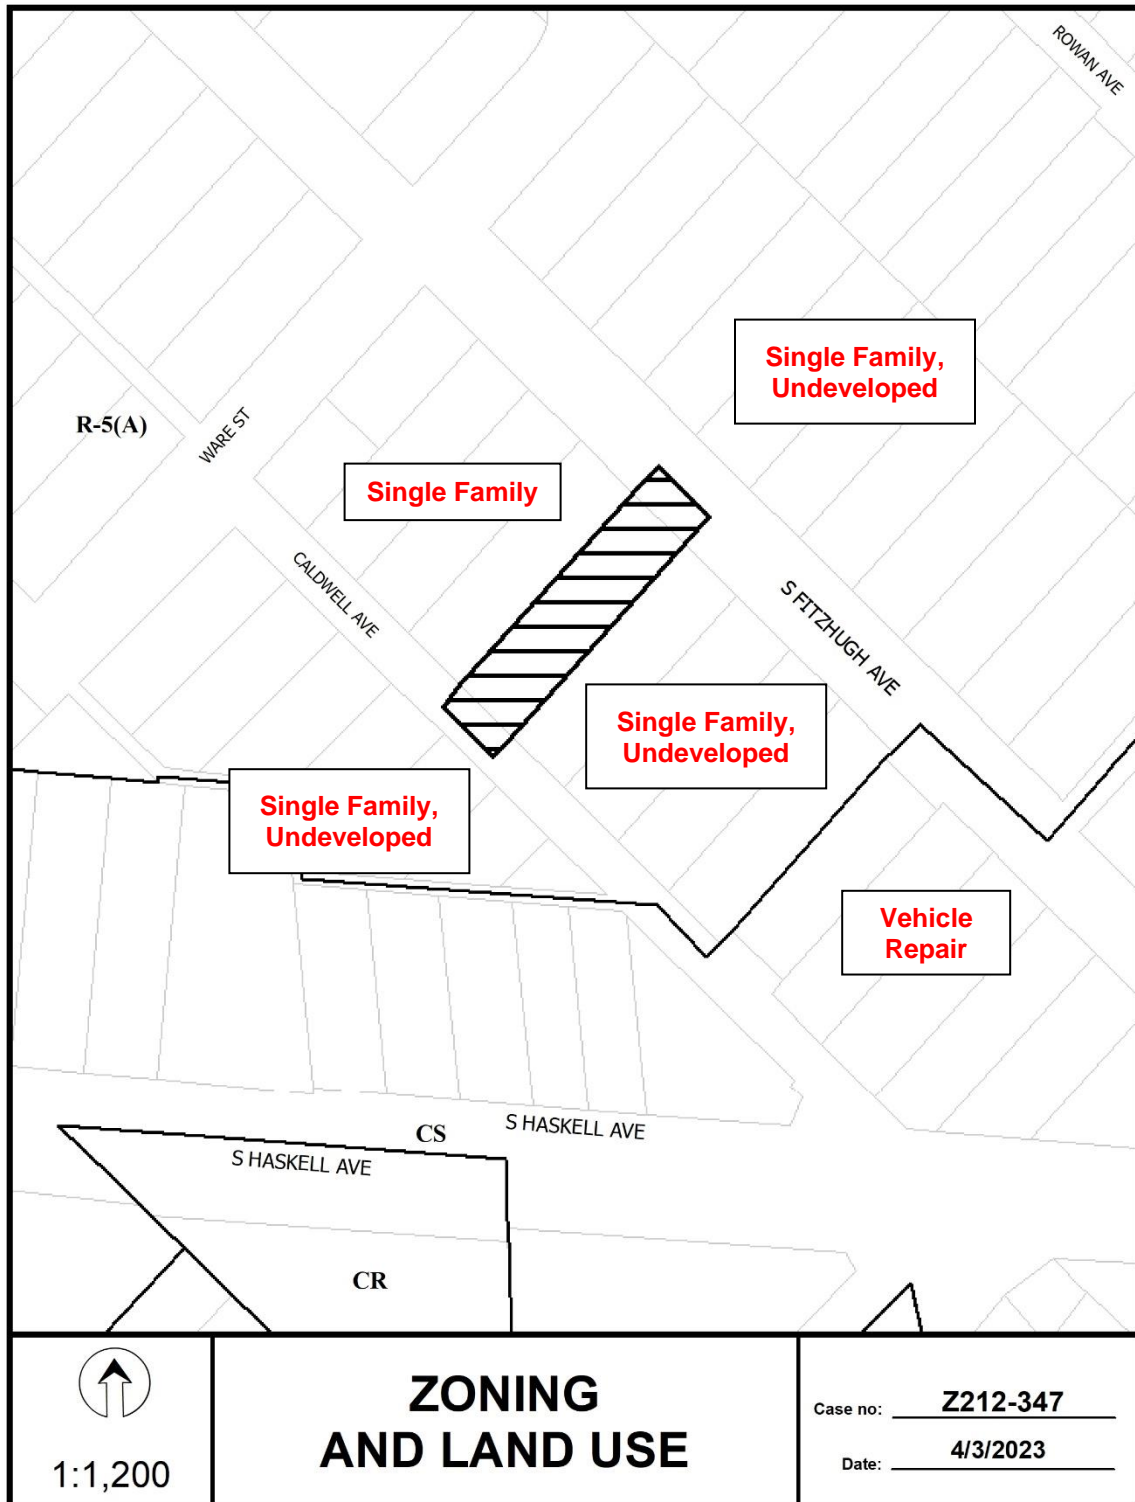 ROWAN AVE
Single Family,
Undeveloped
R-5(A)
WARE ST
Single Family
CALDWELL AVE
S FITZHUGH AVE
Single Family,
Undeveloped
Single Family,
Undeveloped
Vehicle
Repair
S HASKELL AVE
CS
S HASKELL AVE
CR
1:1,200
ZONING
AND LAND USE
Case no: Z212-347
Date: 4/3/2023